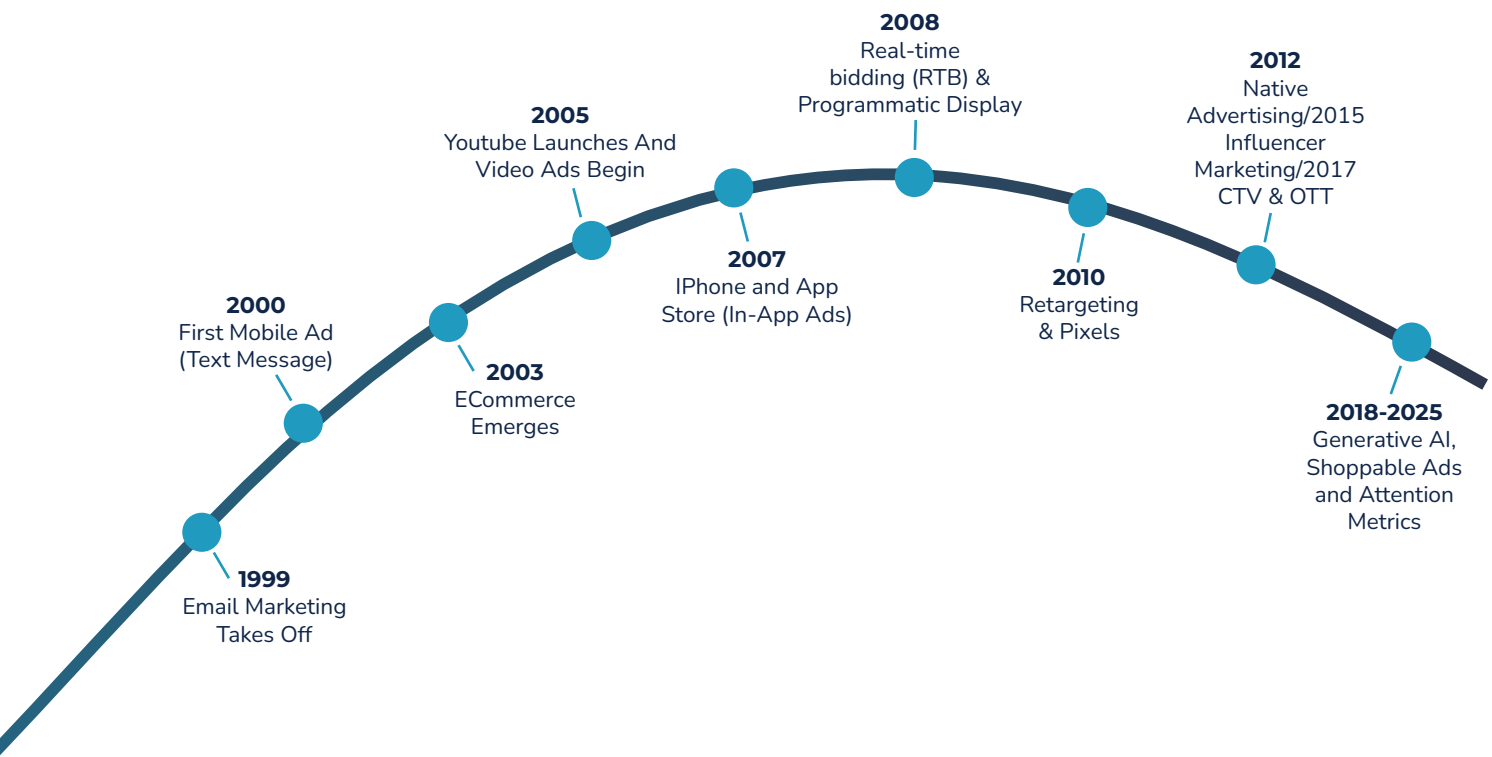 1999
Email Marketing
Takes Off
2000
First Mobile Ad
(Text Message)
2003
ECommerce
Emerges
2005
Youtube Launches And
Video Ads Begin
2007
IPhone and App
Store (In-App Ads)
2008
Real-time
bidding (RTB) &
Programmatic Display
2010
Retargeting
& Pixels
2012
Native
Advertising/2015
Influencer
Marketing/2017
CTV & OTT
2018-2025
Generative AI,
Shoppable Ads
and Attention
Metrics